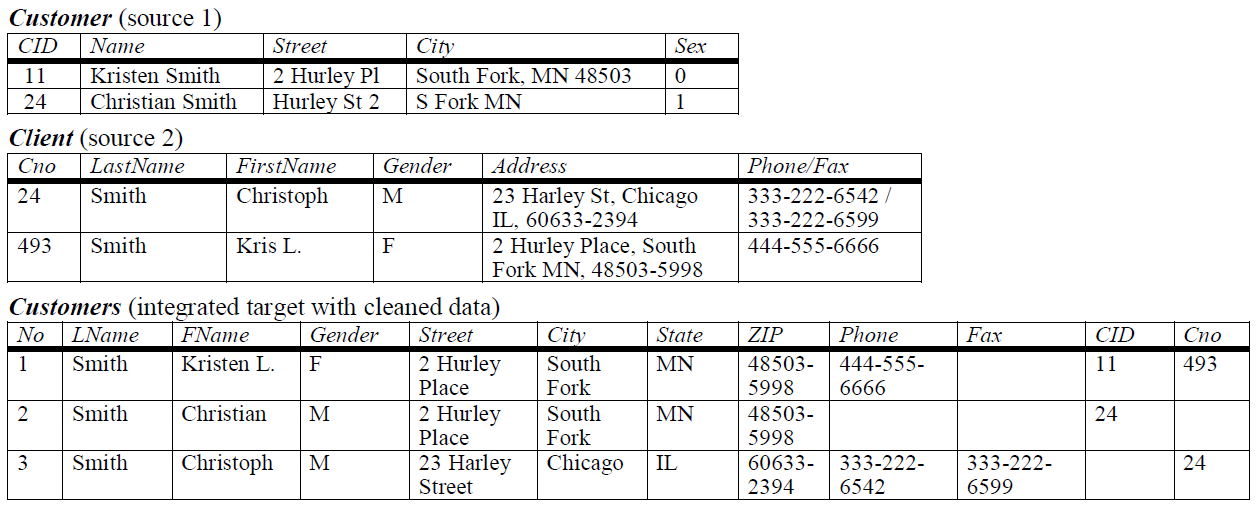 Customer (source 1)
CID Name Street City Sex
11 Kristen Smith 2 Hurley Pl South Fork, MN 48503 0
24 Christian Smith Hurley St 2 S Fork MN 1
Client (source 2)
Cno LastName FirstName Gender Address Phone/Fax
24 Smith Christoph M 23 Harley St, Chicago 333-222-6542 /
IL, 60633-2394 333-222-6599
493 Smith Kris L. F 2 Hurley Place, South 444-555-6666
Fork MN, 48503-5998
Customers (integrated target with cleaned data)
No LName FName Gender Street City State ZIP Phone Fax CID Cno
1 Smith Kristen L. F 2 Hurley South MN 48503- 444-555- 11 493
Place Fork 5998 6666
2 Smith Christian M 2 Hurley South MN 48503- 24
Place Fork 5998
3 Smith Christoph M 23 Harley Chicago IL 60633- 333-222- 333-222- 24
Street 2394 6542 6599